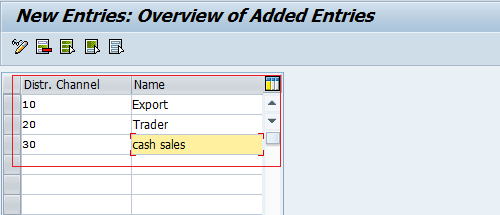 New Entries: Overview of Added Entries
Distr. Channel Name
10 Export
20 Trader
30 cash sales